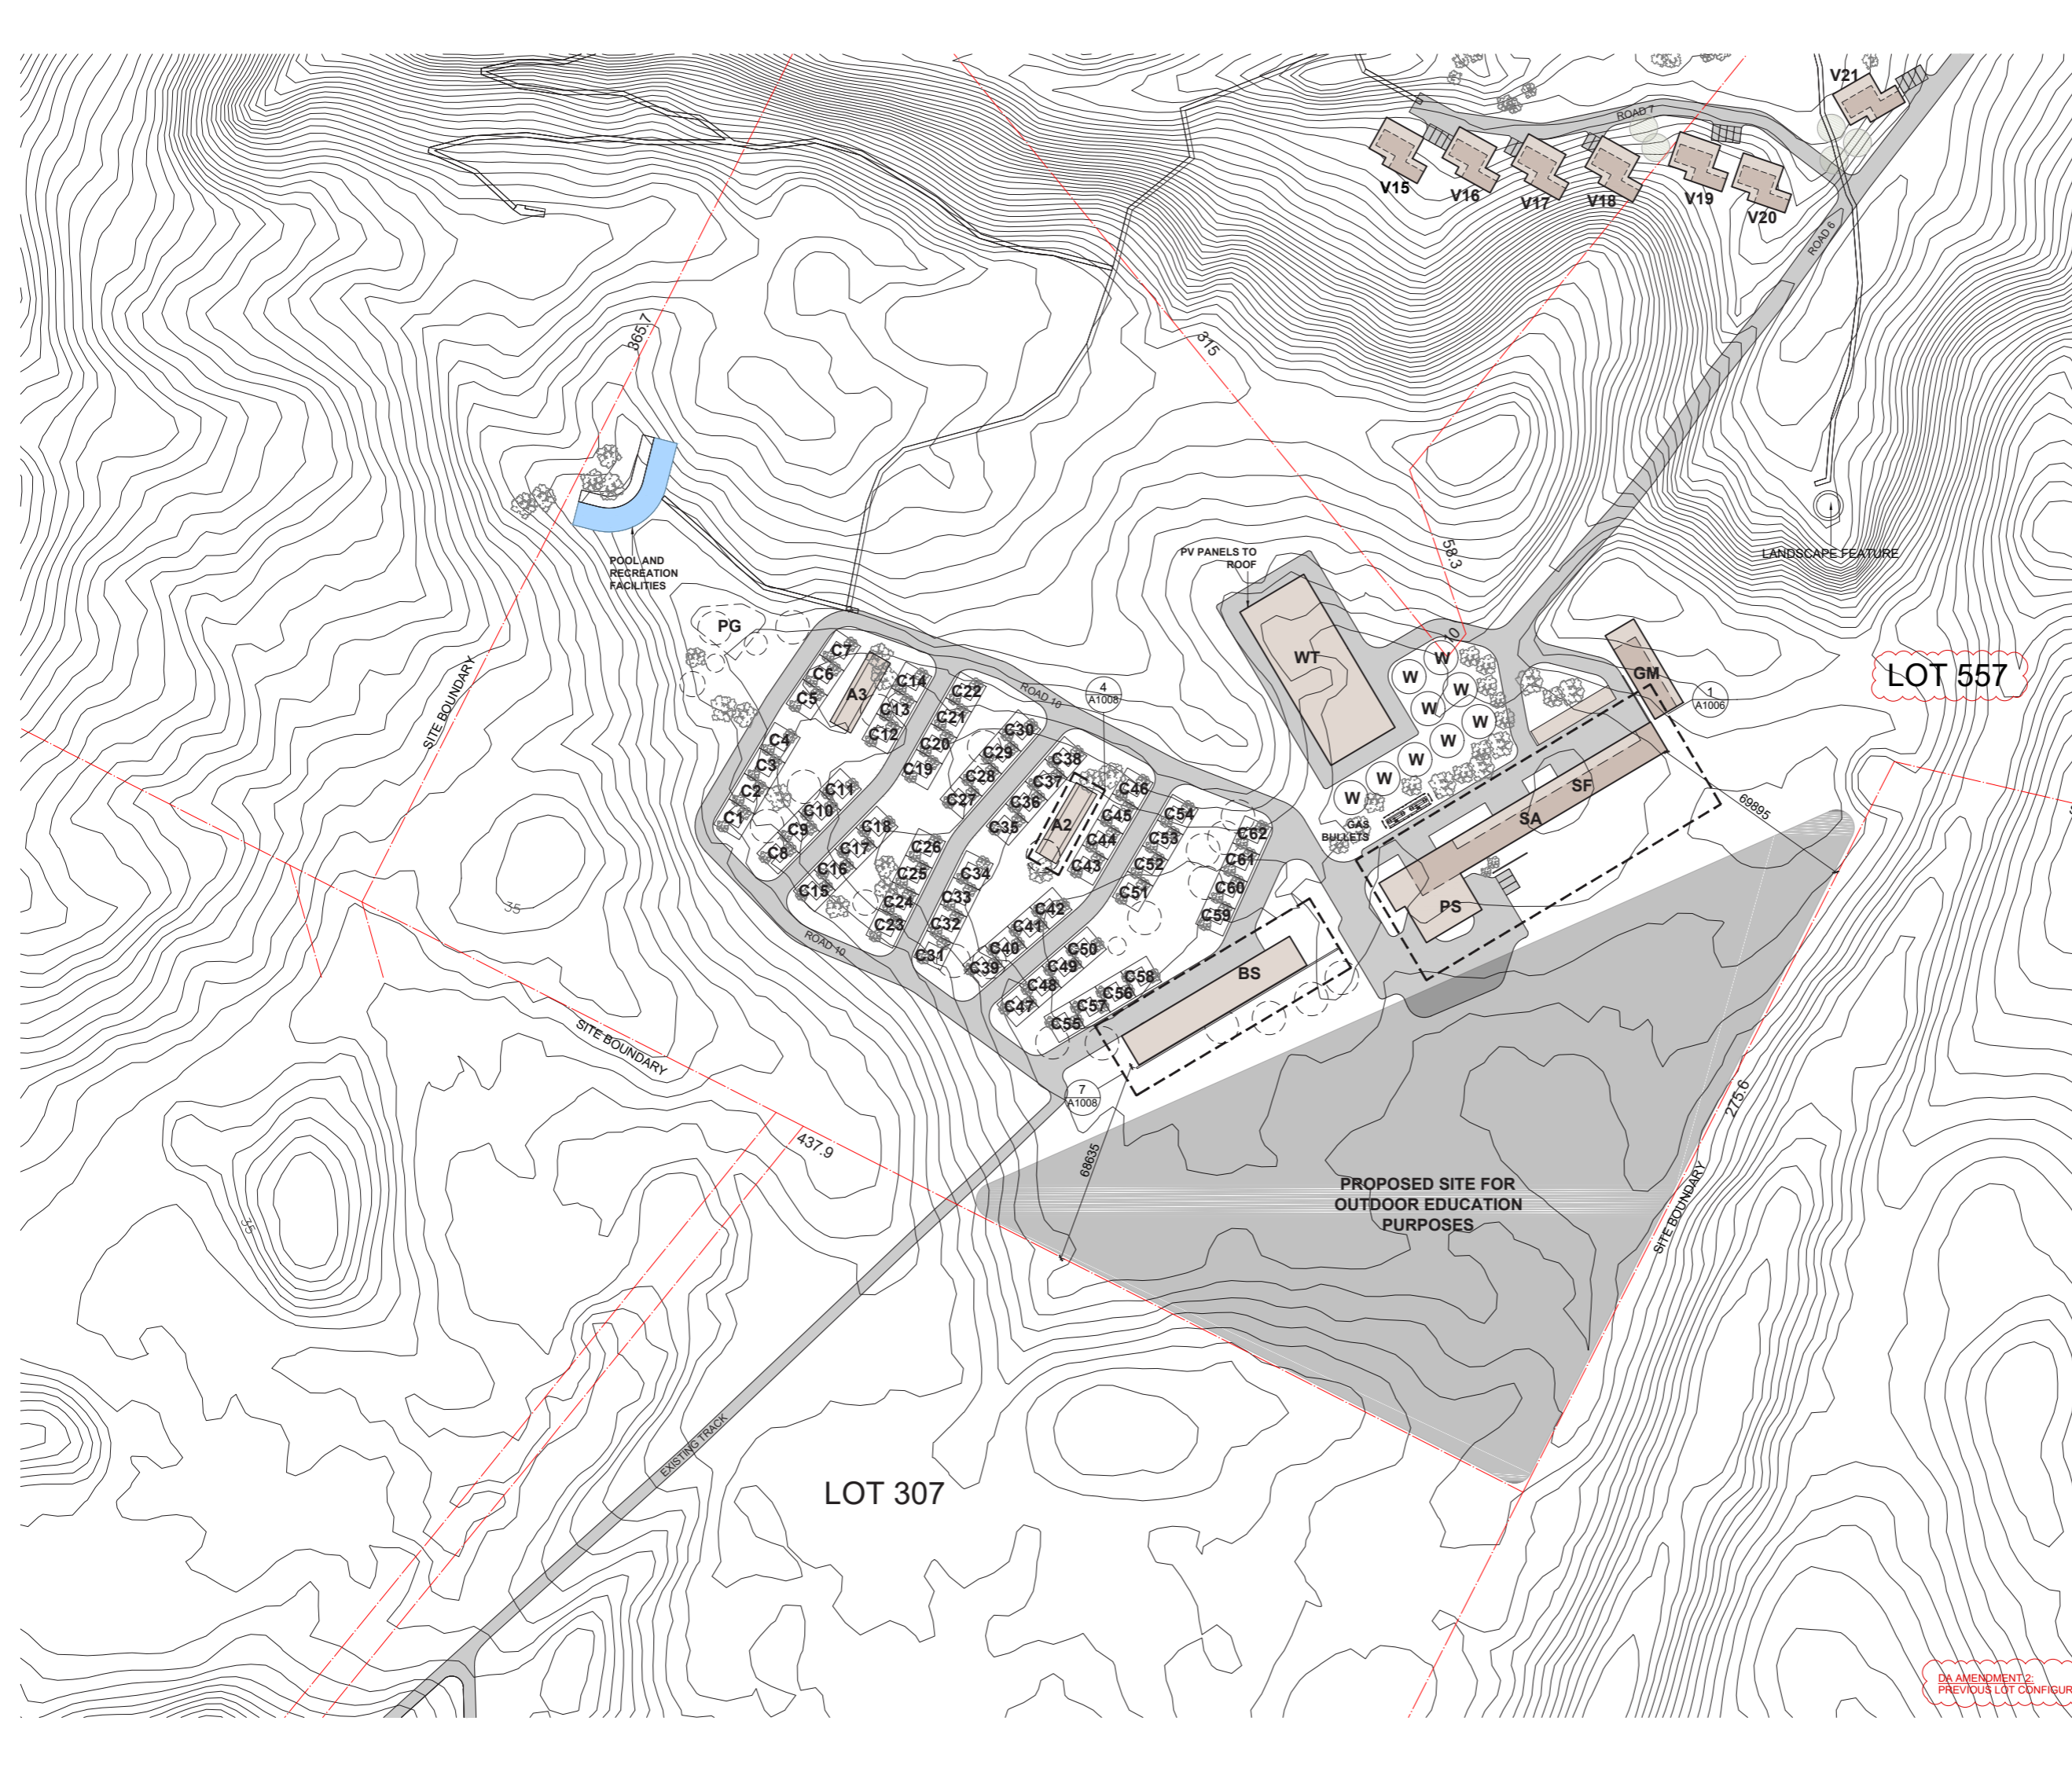 V21
ROAD 7
V15
V16
V17
V18
V19
V20
ROAD 6
365.7
315
58.3
10
POOL AND
RECREATION
FACILITIES
PV PANELS TO
ROOF
LANDSCAPE FEATURE
PG
WT
W
W
W
W
W
W
W
W
W
GM
1
A1006
LOT 557
SITE BOUNDARY
C7
C6
C5
A3
C14
C13
C12
C22
C21
C20
C19
ROAD 10
4
A1008
C30
C29
C28
C27
C38
C37
C36
C35
A2
C46
C45
C44
C43
C54
C53
C52
C51
C62
C61
C60
C59
C4
C3
C2
C1
C11
C10
C9
C8
C18
C17
C16
C15
C26
C25
C24
C23
C34
C33
C32
C31
C42
C41
C40
C39
C50
C49
C48
C47
C58
C56
C57
C55
GAS
BULLETS
SF
SA
PS
BS
69895
35
ROAD 10
SITE BOUNDARY
7
A1008
68635
437.9
275.6
SITE BOUNDARY
PROPOSED SITE FOR
OUTDOOR EDUCATION
PURPOSES
35
EXISTING TRACK
LOT 307
DA AMENDMENT 2:
PREVIOUS LOT CONFIGUR